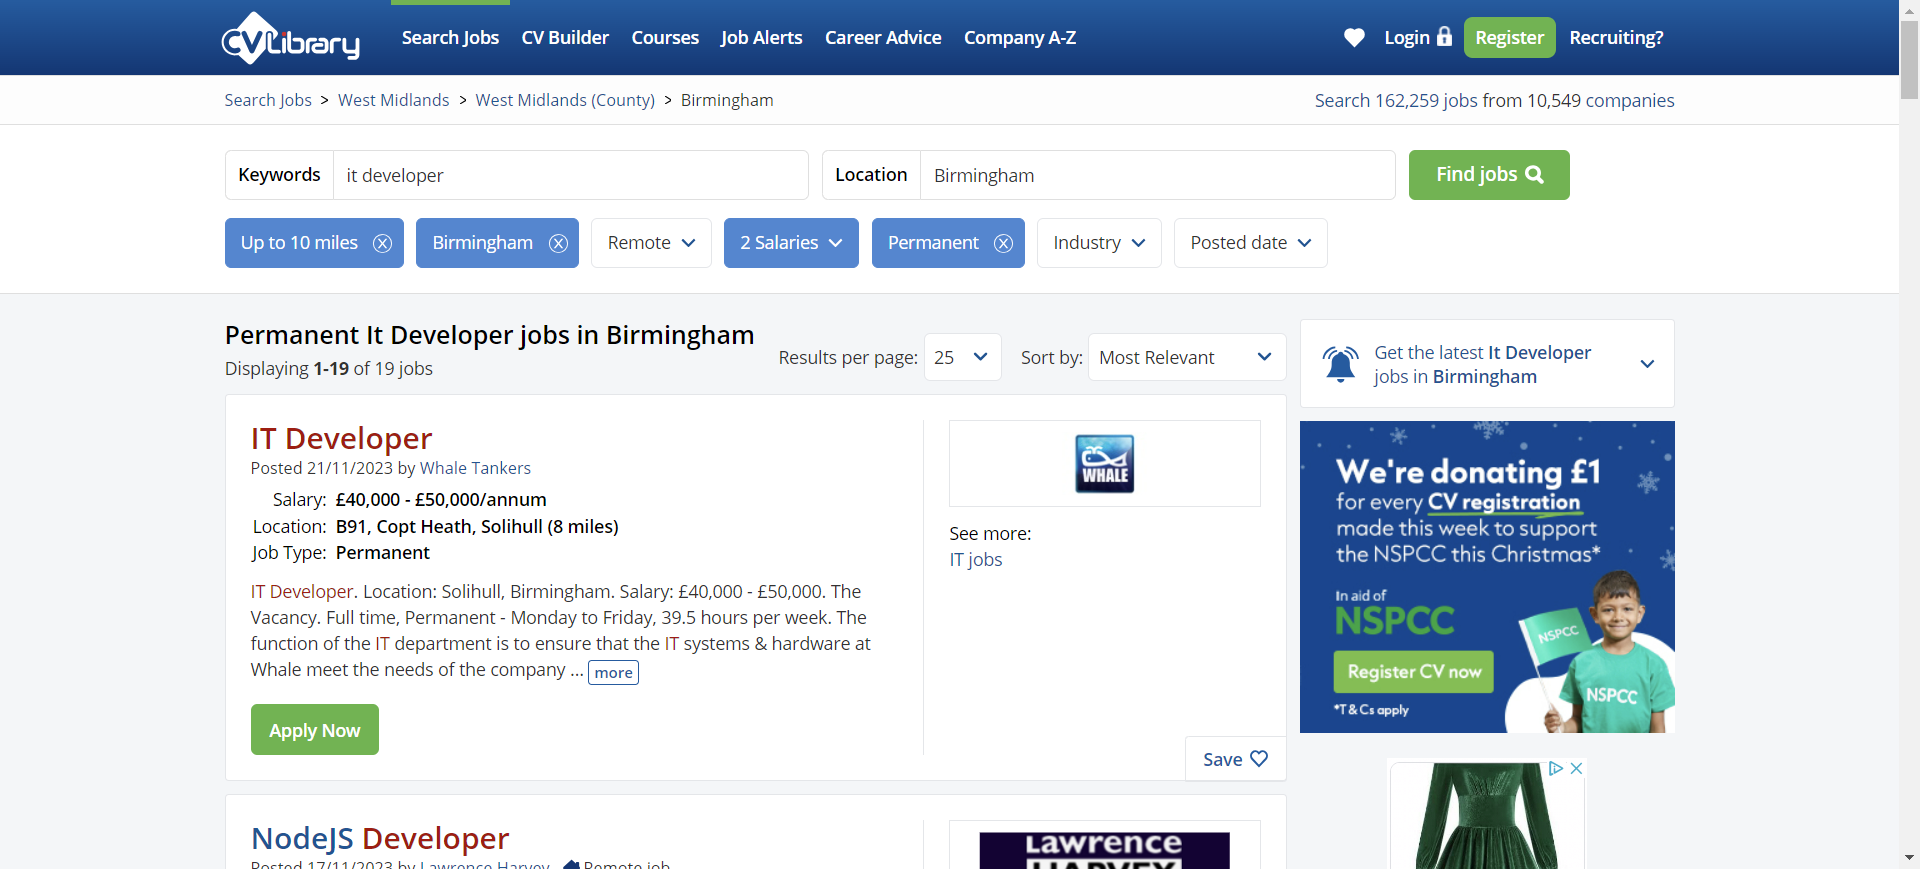 CVLibrary
Search Jobs
CV Builder
Courses
Job Alerts
Career Advice
Company A-Z
Login
Register
Recruiting?
Search Jobs > West Midlands > West Midlands (County) > Birmingham
Search 162,259 jobs from 10,549 companies
Keywords
it developer
Location
Birmingham
Find jobs
Up to 10 miles
Birmingham
Remote
2 Salaries
Permanent
Industry
Posted date
Permanent It Developer jobs in Birmingham
Displaying 1-19 of 19 jobs
Results per page: 25
Sort by: Most Relevant
IT Developer
Posted 21/11/2023 by Whale Tankers
Salary: £40,000 - £50,000/annum
Location: B91, Copt Heath, Solihull (8 miles)
Job Type: Permanent
IT Developer. Location: Solihull, Birmingham. Salary: £40,000 - £50,000. The
Vacancy. Full time, Permanent - Monday to Friday, 39.5 hours per week. The
function of the IT department is to ensure that the IT systems & hardware at
Whale meet the needs of the company ... more
Apply Now
WHALE
See more:
IT jobs
Save
NodeJS Developer
Posted 17/11/2023 by Lawrence Harvey Remote job
Lawrence
HARVEY
Get the latest It Developer
jobs in Birmingham
We're donating £1
for every CV registration
made this week to support
the NSPCC this Christmas*
In aid of
NSPCC
Register CV now
*T & Cs apply
NSPCC
NSPCC